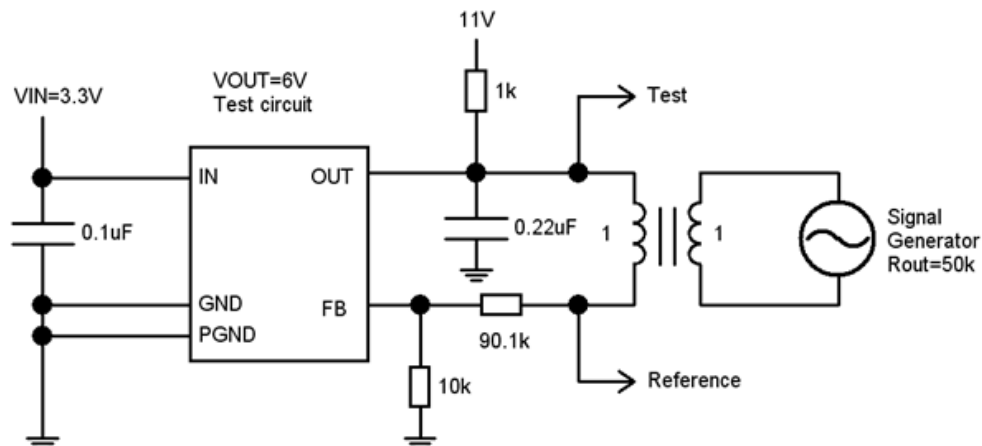 11V
VOUT=6V
Test circuit
1k
Test
VIN=3.3V
IN
OUT
0.1uF
0.22uF
1
1
Signal
Generator
Rout=50k
GND
FB
PGND
90.1k
10k
Reference